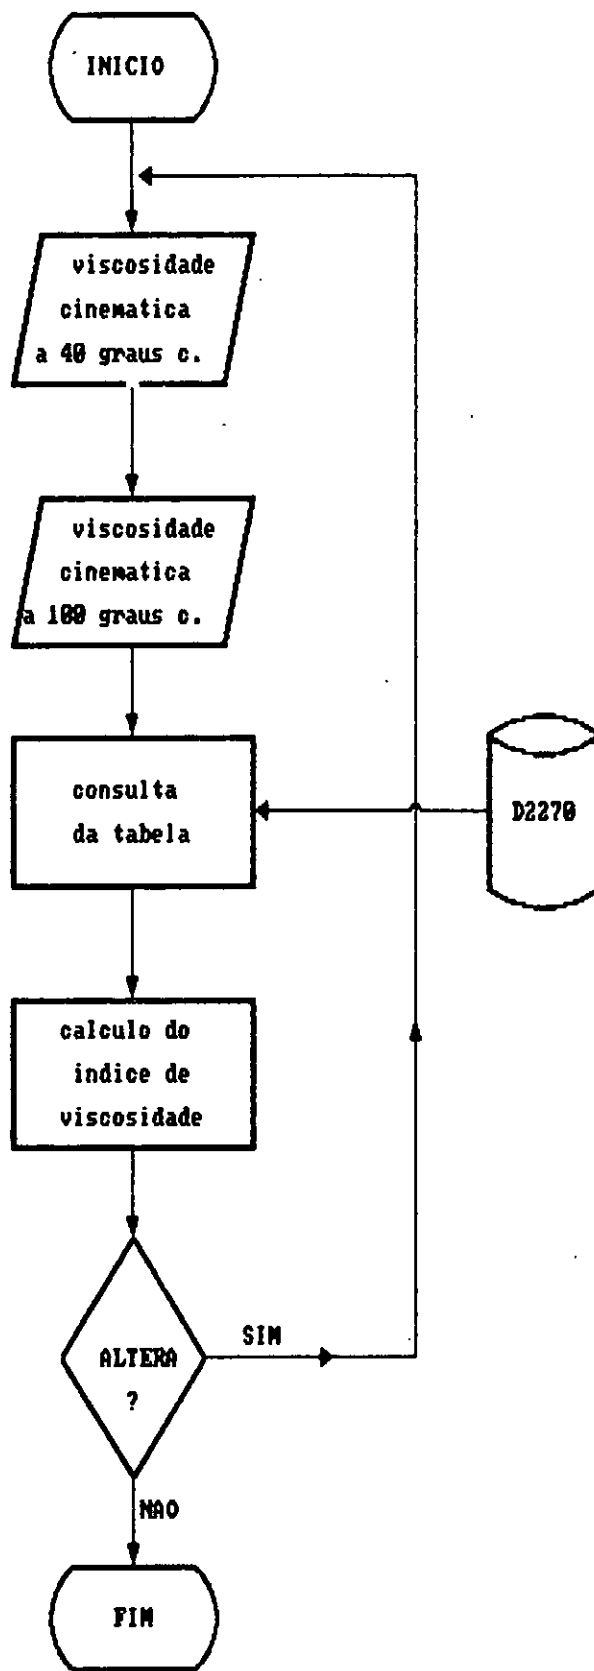 INICIO
viscosidade
cinematica
a 40 graus c.
viscosidade
cinematica
a 100 graus c.
consulta
da tabela
D2270
calculo do
indice de
viscosidade
ALTERA
?
SIM
NAO
FIM